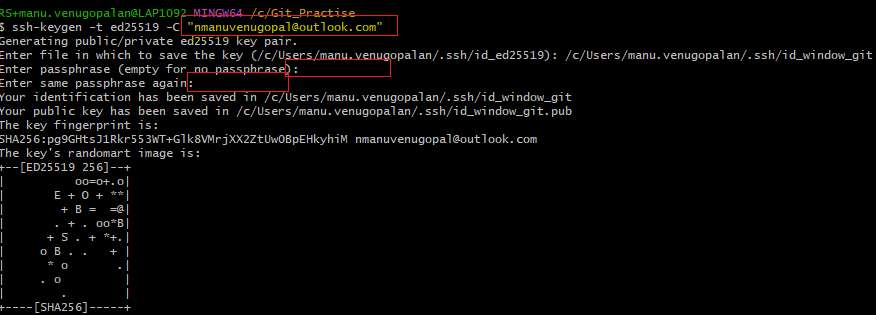 RS+manu.venugopalan@LAP1092 MINGW64 /c/Git_Practise
$ ssh-keygen -t ed25519 -C "nmanuvenugopal@outlook.com"
Generating public/private ed25519 key pair.
Enter file in which to save the key (/c/Users/manu.venugopalan/.ssh/id_ed25519): /c/Users/manu.venugopalan/.ssh/id_window_git
Enter passphrase (empty for no passphrase):
Enter same passphrase again:
Your identification has been saved in /c/Users/manu.venugopalan/.ssh/id_window_git
Your public key has been saved in /c/Users/manu.venugopalan/.ssh/id_window_git.pub
The key fingerprint is:
SHA256:pg9GHtsJ1Rkr553WT+Glk8VMrjXX2ZtUwOBpEHkyhiM nmanuvenugopal@outlook.com
The key's randomart image is:
+--[ED25519 256]--+
|          oo=o+.o|
|       E + O + **|
|        + B =  =@|
|       . + . oo*B|
|      + S . + *+.|
|     o B . .   + |
|      * o       .|
|     . o         |
|        .        |
+----[SHA256]-----+